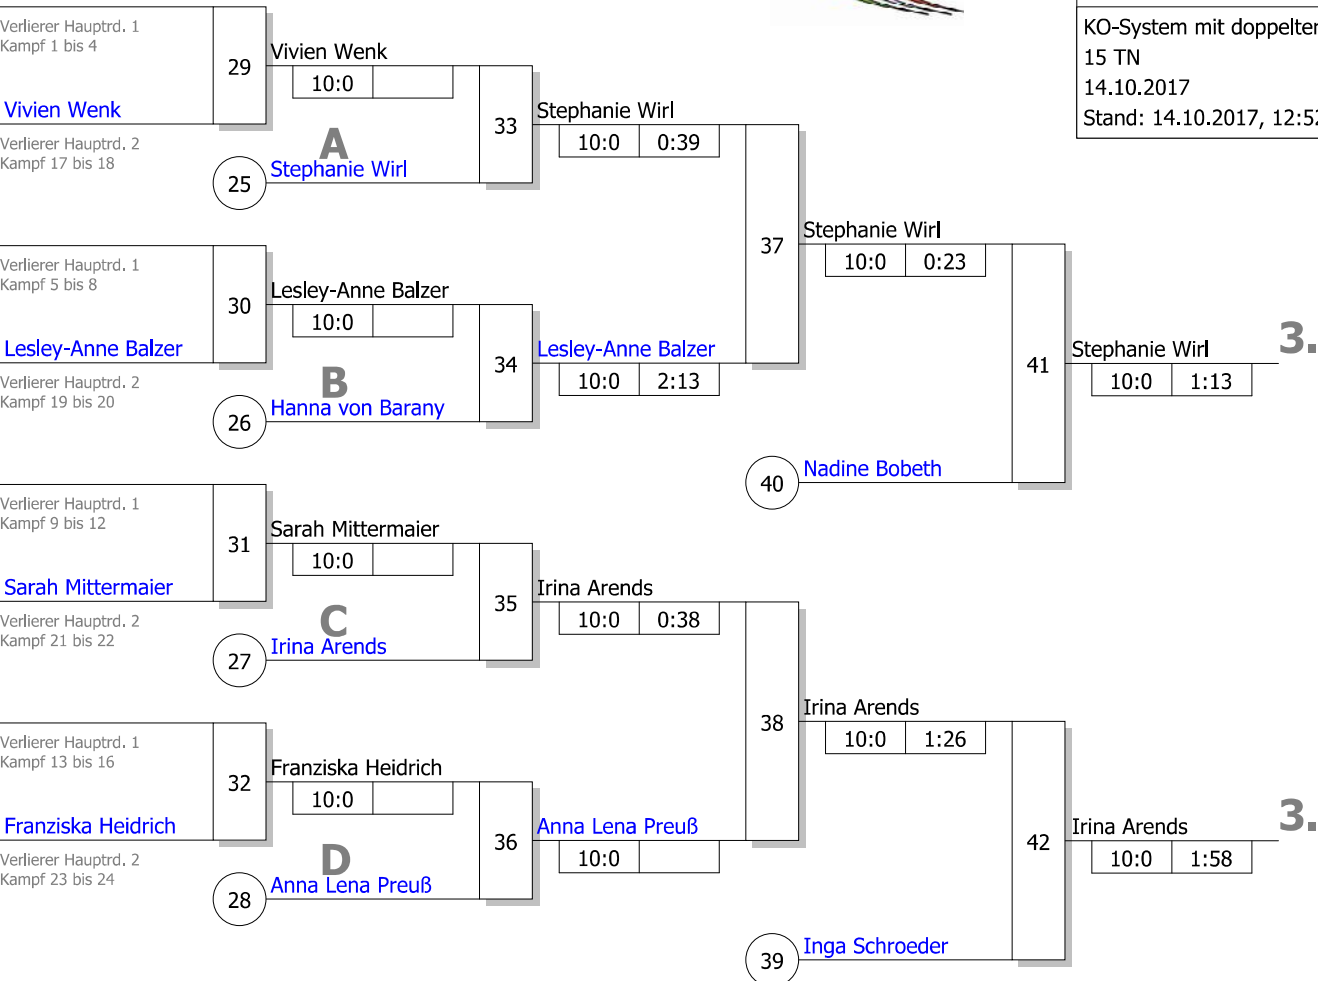 Verlierer Hauptrd. 1
Kampf 1 bis 4
KO-System mit doppelter
15 TN
14.10.2017
Stand: 14.10.2017, 12:52
29
Vivien Wenk
10:0
Vivien Wenk
33
Stephanie Wirl
10:0 0:39
Verlierer Hauptrd. 2
Kampf 17 bis 18
A
25
Stephanie Wirl
37
Stephanie Wirl
10:0 0:23
Verlierer Hauptrd. 1
Kampf 5 bis 8
30
Lesley-Anne Balzer
10:0
Lesley-Anne Balzer
34
Lesley-Anne Balzer
10:0 2:13
41
Stephanie Wirl
10:0 1:13
3.
Verlierer Hauptrd. 2
Kampf 19 bis 20
B
26
Hanna von Barany
40
Nadine Bobeth
Verlierer Hauptrd. 1
Kampf 9 bis 12
31
Sarah Mittermaier
10:0
Sarah Mittermaier
35
Irina Arends
10:0 0:38
Verlierer Hauptrd. 2
Kampf 21 bis 22
C
27
Irina Arends
38
Irina Arends
10:0 1:26
Verlierer Hauptrd. 1
Kampf 13 bis 16
32
Franziska Heidrich
10:0
Franziska Heidrich
36
Anna Lena Preuß
10:0
42
Irina Arends
10:0 1:58
3.
Verlierer Hauptrd. 2
Kampf 23 bis 24
D
28
Anna Lena Preuß
39
Inga Schroeder